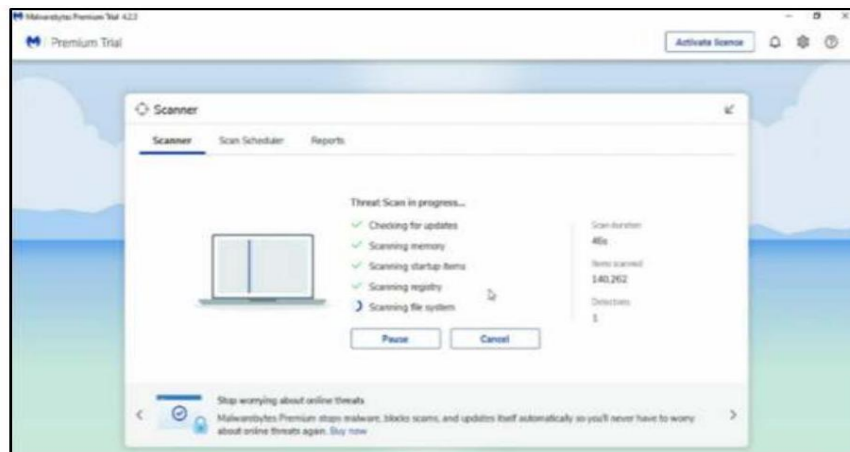 Malwarebytes Premium Trial 4.2.3
Premium Trial
Activate license
Scanner
Scanner Scan Scheduler Reports
Threat Scan in progress...
Checking for updates
Scanning memory
Scanning startup items
Scanning registry
Scanning file system
Scan duration
46s
Items scanned
140,262
Detections
1
Pause Cancel
Stop worrying about online threats
Malwarebytes Premium stops malware, blocks scams, and updates itself automatically so you'll never have to worry
about online threats again. Buy now